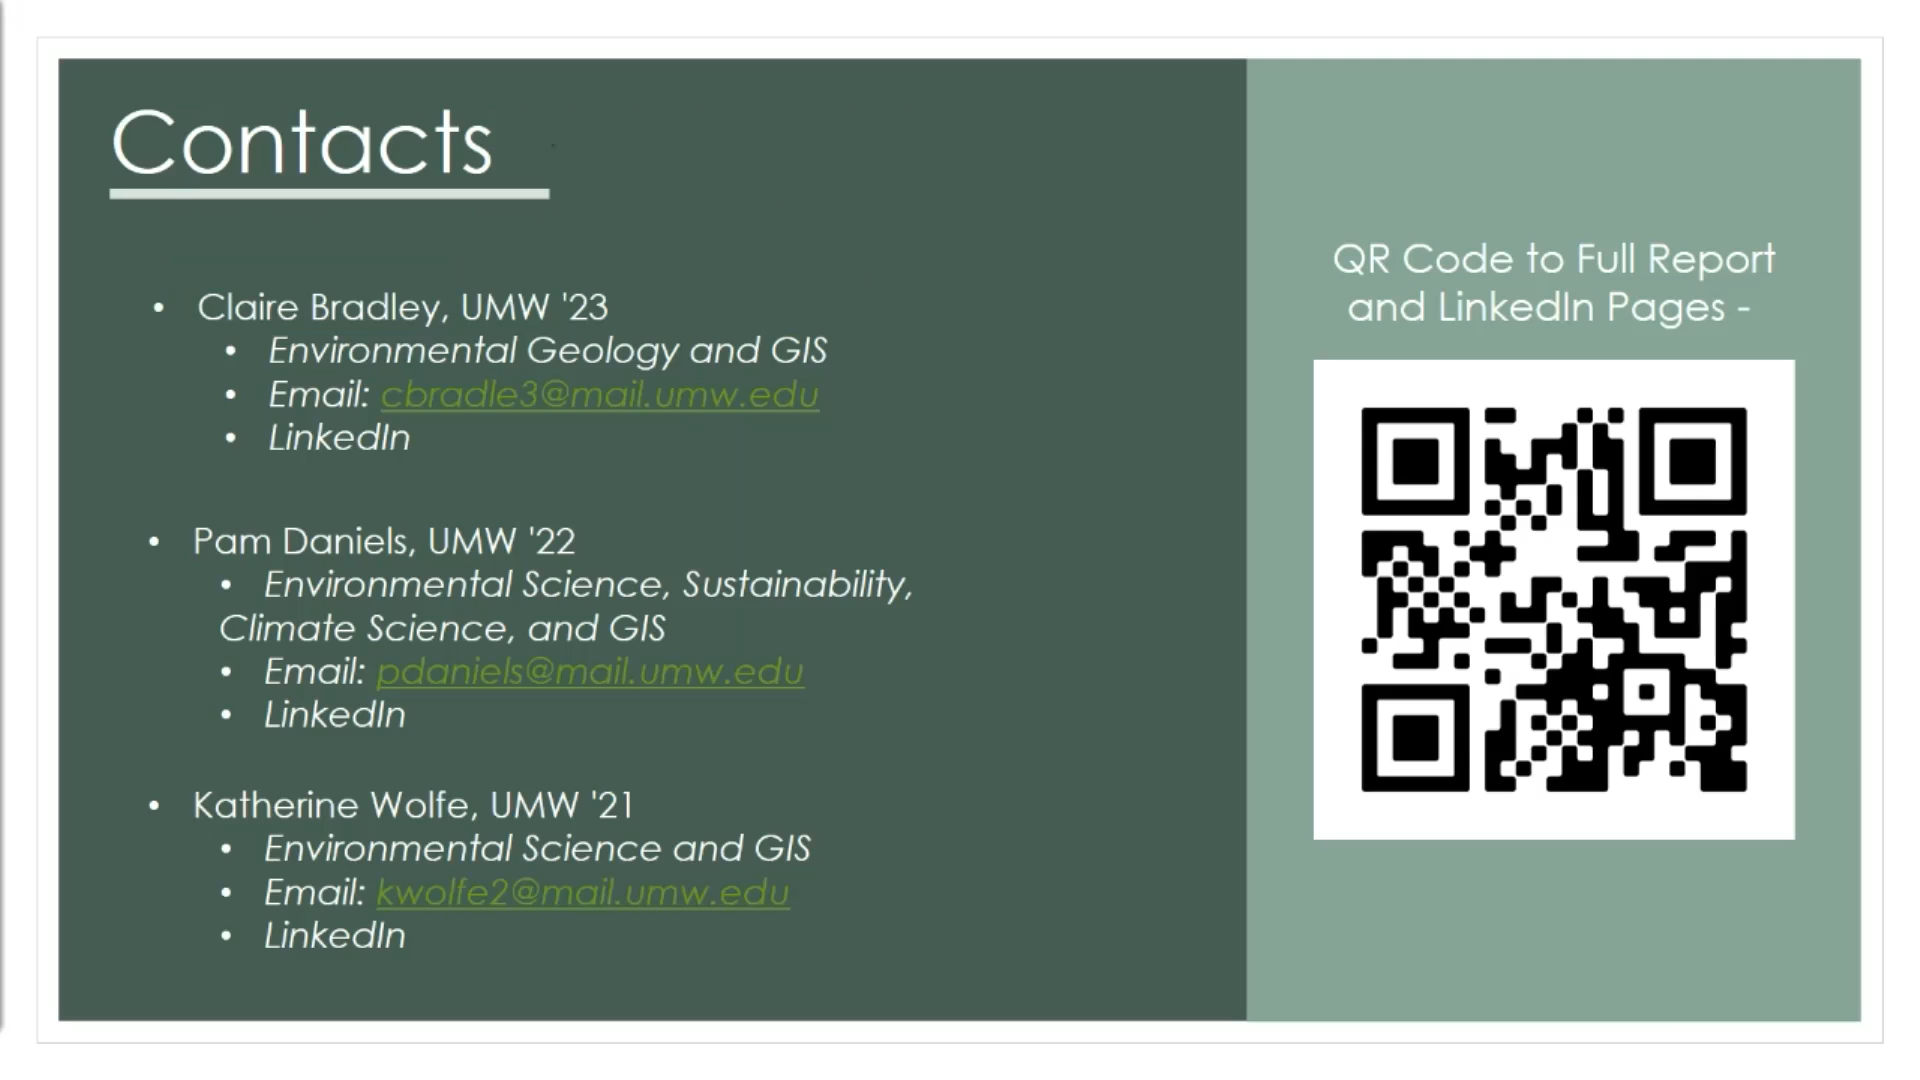 Contacts
• Claire Bradley, UMW '23
• Environmental Geology and GIS
• Email: cbradle3@mail.umw.edu
• LinkedIn
• Pam Daniels, UMW '22
• Environmental Science, Sustainability,
Climate Science, and GIS
• Email: pdaniels@mail.umw.edu
• LinkedIn
• Katherine Wolfe, UMW '21
• Environmental Science and GIS
• Email: kwolfe2@mail.umw.edu
• LinkedIn
QR Code to Full Report
and LinkedIn Pages -